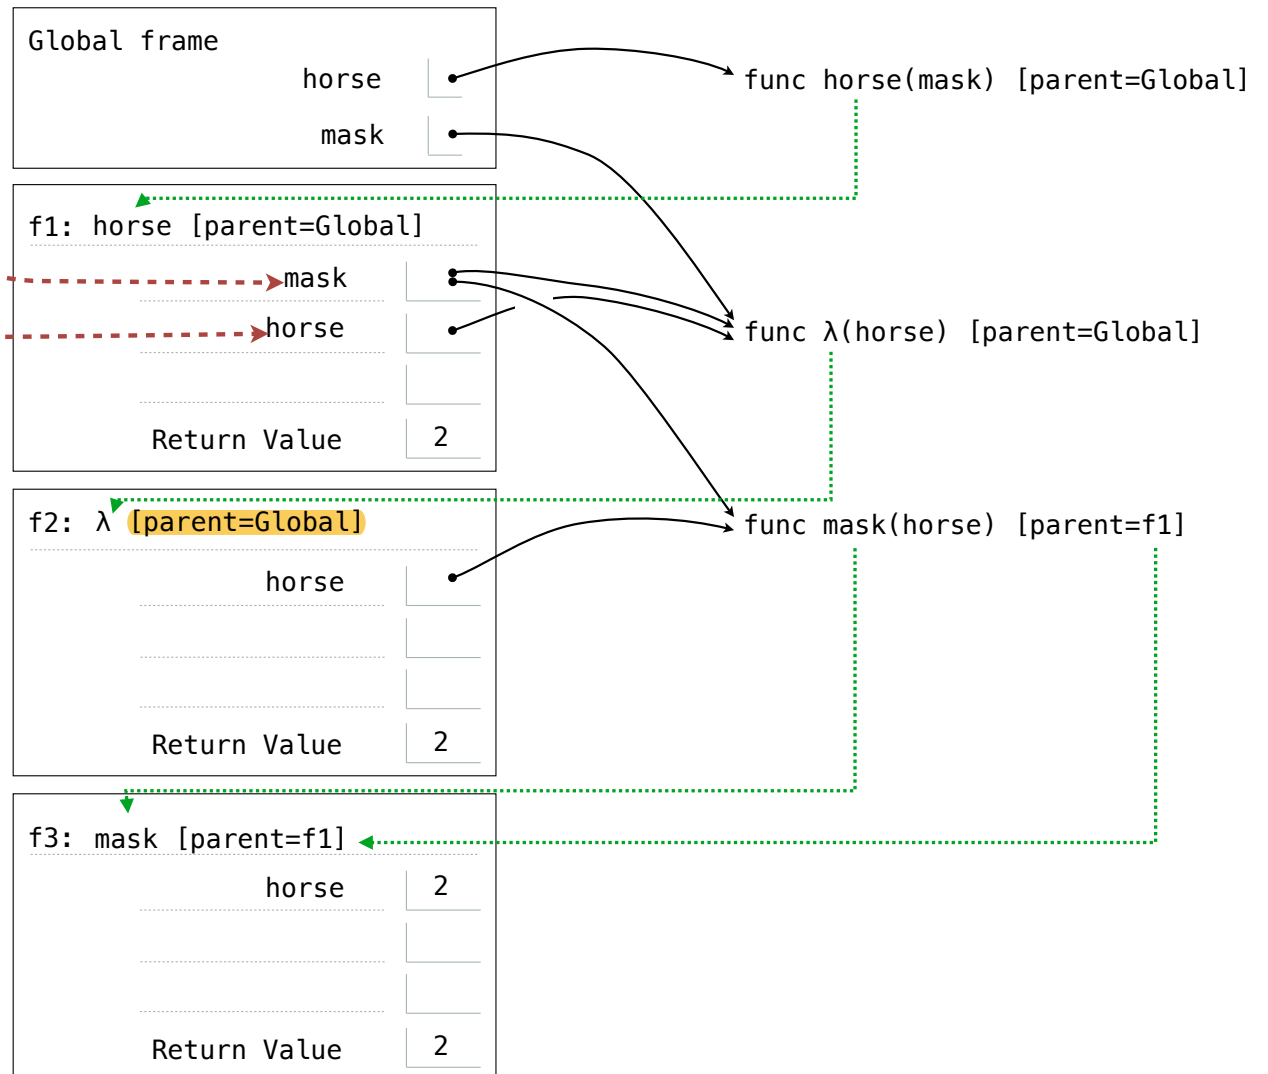 Global frame
horse
func horse(mask) [parent=Global]
mask
f1: horse [parent=Global]
mask
horse
func λ(horse) [parent=Global]
Return Value 2
f2: λ [parent=Global]
func mask(horse) [parent=f1]
horse
Return Value 2
f3: mask [parent=f1]
horse 2
Return Value 2